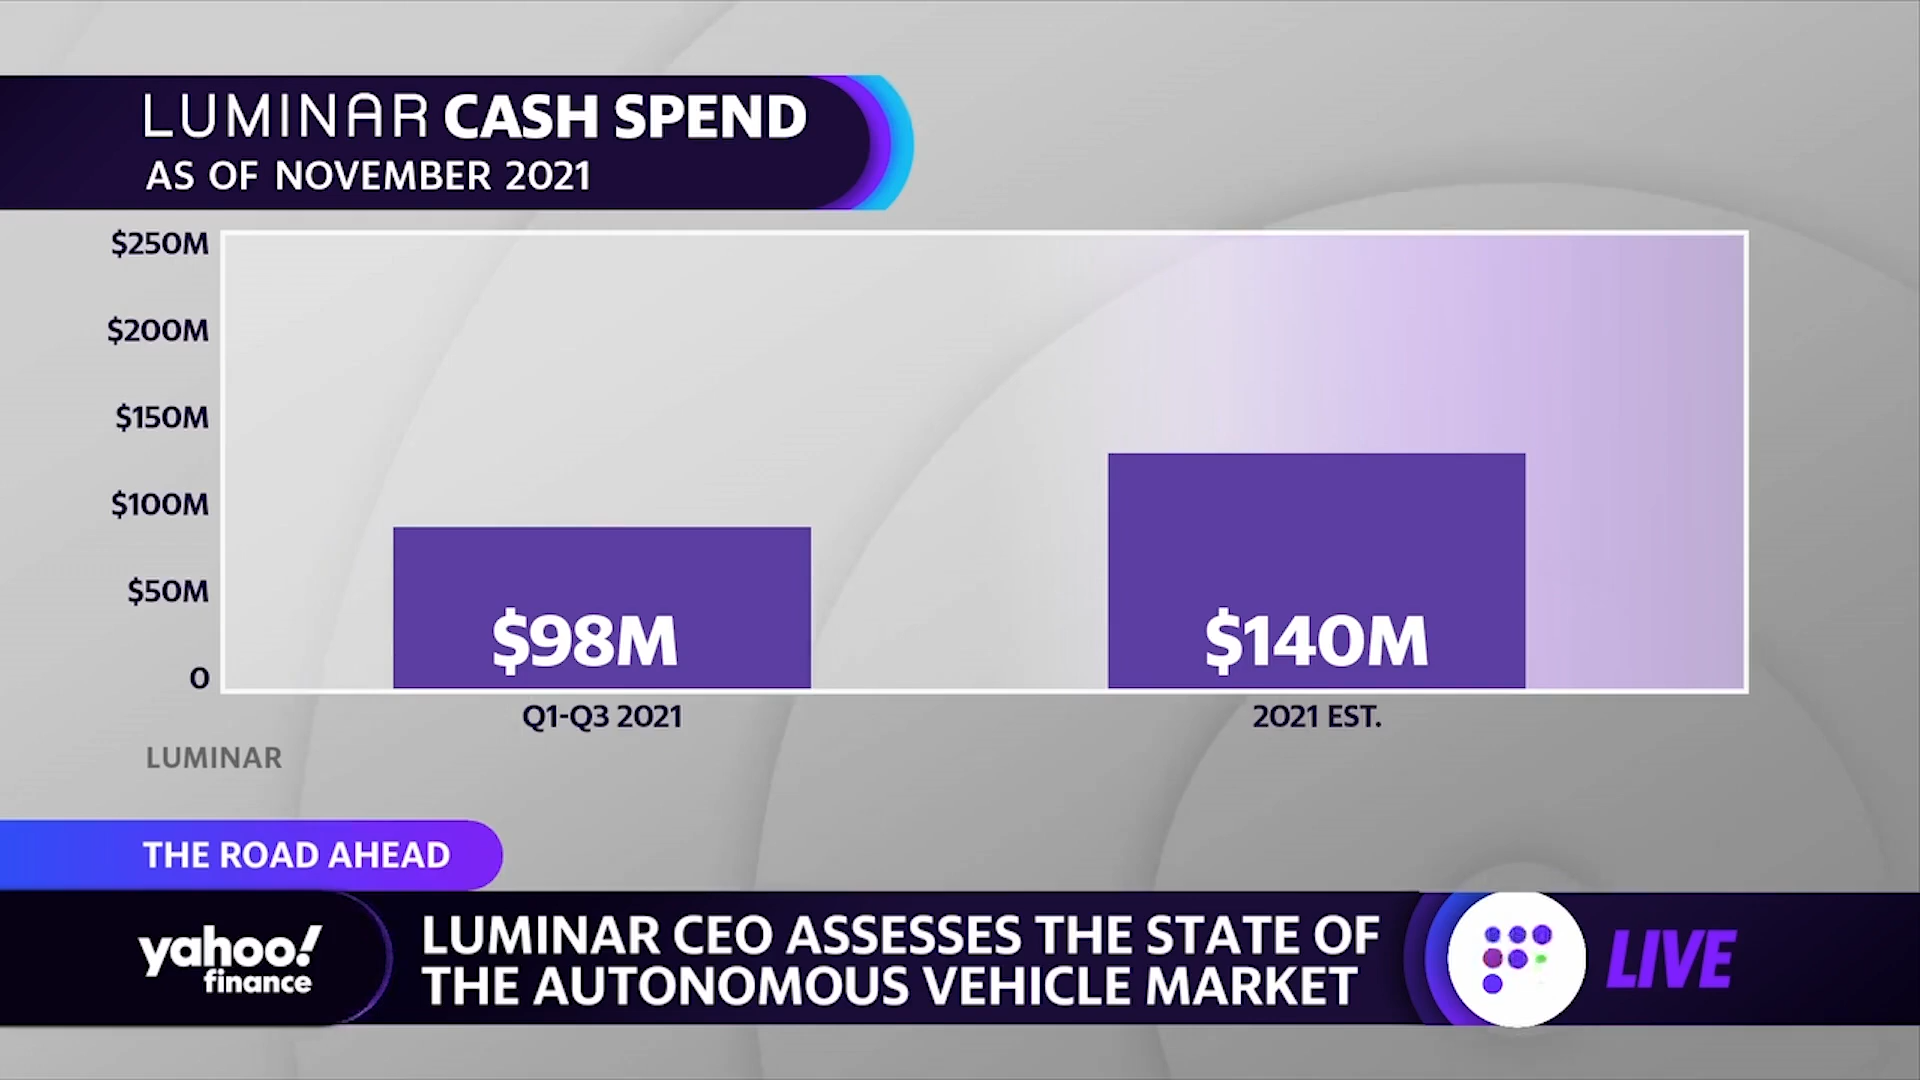 LUMINAR CASH SPEND
AS OF NOVEMBER 2021
$250M
$200M
$150M
$100M
$50M
0
$98M
$140M
Q1-Q3 2021
2021 EST.
LUMINAR
THE ROAD AHEAD
yahoo!
finance
LUMINAR CEO ASSESSES THE STATE OF
THE AUTONOMOUS VEHICLE MARKET
LIVE